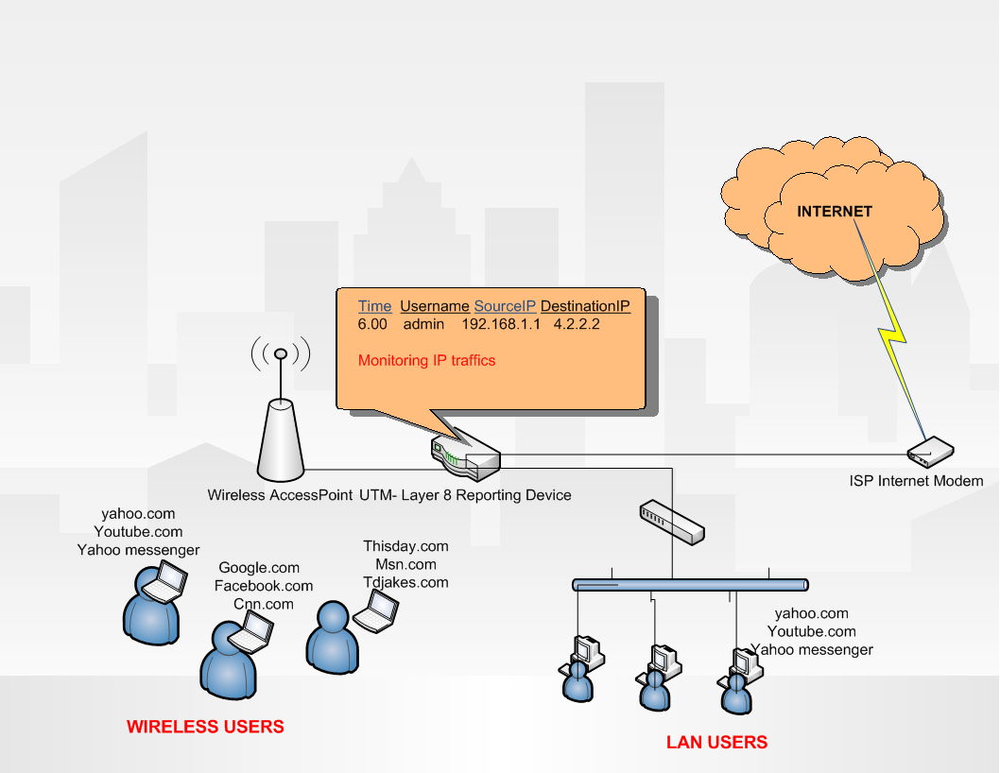 INTERNET
Time Username SourceIP DestinationIP
6.00 admin 192.168.1.1 4.2.2.2
Monitoring IP traffics
ISP Internet Modem
Wireless AccessPoint
UTM- Layer 8 Reporting Device
yahoo.com
Youtube.com
Yahoo messenger
Google.com
Facebook.com
Cnn.com
Thisday.com
Msn.com
Tdjakes.com
yahoo.com
Youtube.com
Yahoo messenger
WIRELESS USERS
LAN USERS